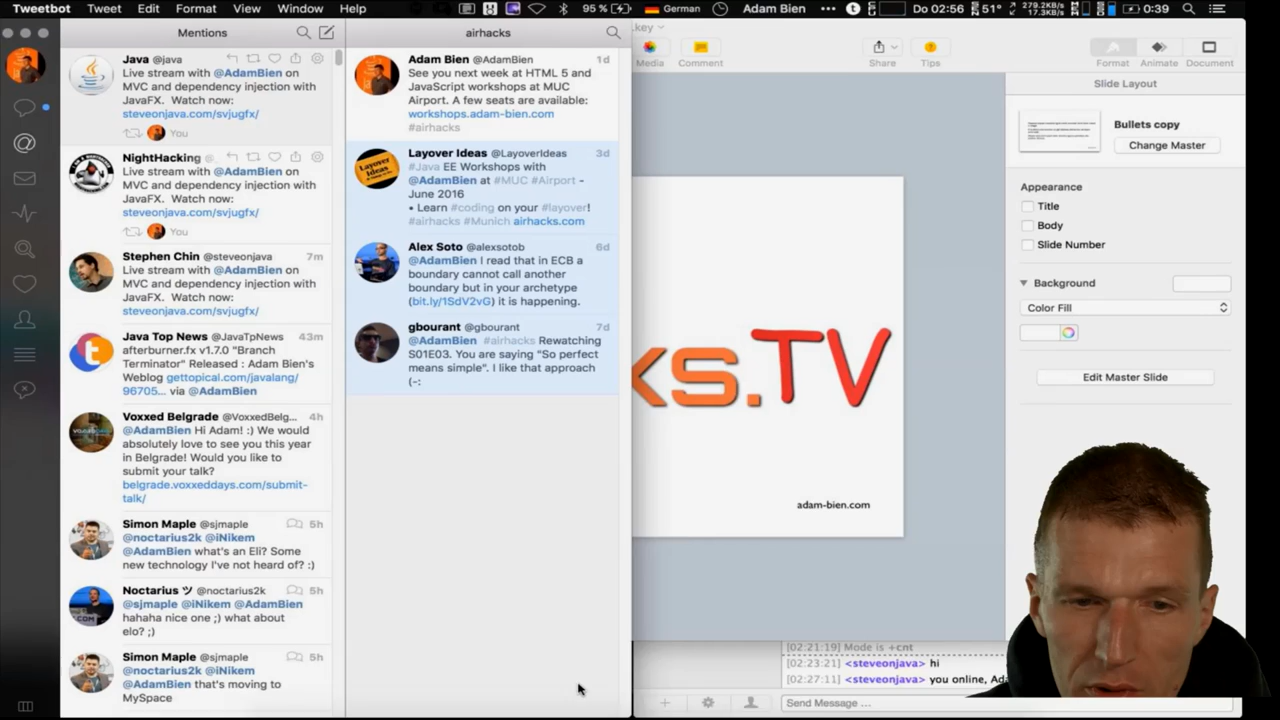 Tweetbot Tweet Edit Format View Window Help 95 % German Adam Bien Do 02:56 51° 279.2KB/s 17.3KB/s 0:39
Mentions
Java @java
Live stream with @AdamBien on
MVC and dependency injection with
JavaFX. Watch now:
steveonjava.com/svjugfx/
You
NightHacking
Live stream with @AdamBien on
MVC and dependency injection with
JavaFX. Watch now:
steveonjava.com/svjugfx/
You
Stephen Chin @steveonjava 7m
Live stream with @AdamBien on
MVC and dependency injection with
JavaFX. Watch now:
steveonjava.com/svjugfx/
Java Top News @JavaTpNews 43m
afterburner.fx v1.7.0 "Branch
Terminator" Released : Adam Bien's
Weblog gettopical.com/javalang/
96705... via @AdamBien
Voxxed Belgrade @VoxxedBelg... 4h
@AdamBien Hi Adam! :) We would
absolutely love to see you this year
in Belgrade! Would you like to
submit your talk?
belgrade.voxxeddays.com/submit-
talk/
Simon Maple @sjmaple 5h
@noctarius2k @iNikem
@AdamBien what's an Eli? Some
new technology I've not heard of? :)
Noctarius ツ @noctarius2k 5h
@sjmaple @iNikem @AdamBien
hahaha nice one ;) what about
elo? ;)
Simon Maple @sjmaple 5h
@noctarius2k @iNikem
@AdamBien that's moving to
MySpace
airhacks
Adam Bien @AdamBien 1d
See you next week at HTML 5 and
JavaScript workshops at MUC
Airport. A few seats are available:
workshops.adam-bien.com
#airhacks
Layover Ideas @LayoverIdeas 3d
#Java EE Workshops with
@AdamBien at #MUC #Airport -
June 2016
• Learn #coding on your #layover!
#airhacks #Munich airhacks.com
Alex Soto @alexsotob 6d
@AdamBien I read that in ECB a
boundary cannot call another
boundary but in your archetype
(bit.ly/1SdV2vG) it is happening.
gbourant @gbourant 7d
@AdamBien #airhacks Rewatching
S01E03. You are saying "So perfect
means simple". I like that approach
(-:
.key
Media Comment Share Tips Format Animate Document
ks.TV
adam-bien.com
Slide Layout
Bullets copy
Change Master
Appearance
Title
Body
Slide Number
Background
Color Fill
Edit Master Slide
[02:21:19] Mode is +cnt
[02:23:21] <steveonjava> hi
[02:27:11] <steveonjava> you online, Ada
Send Message ...